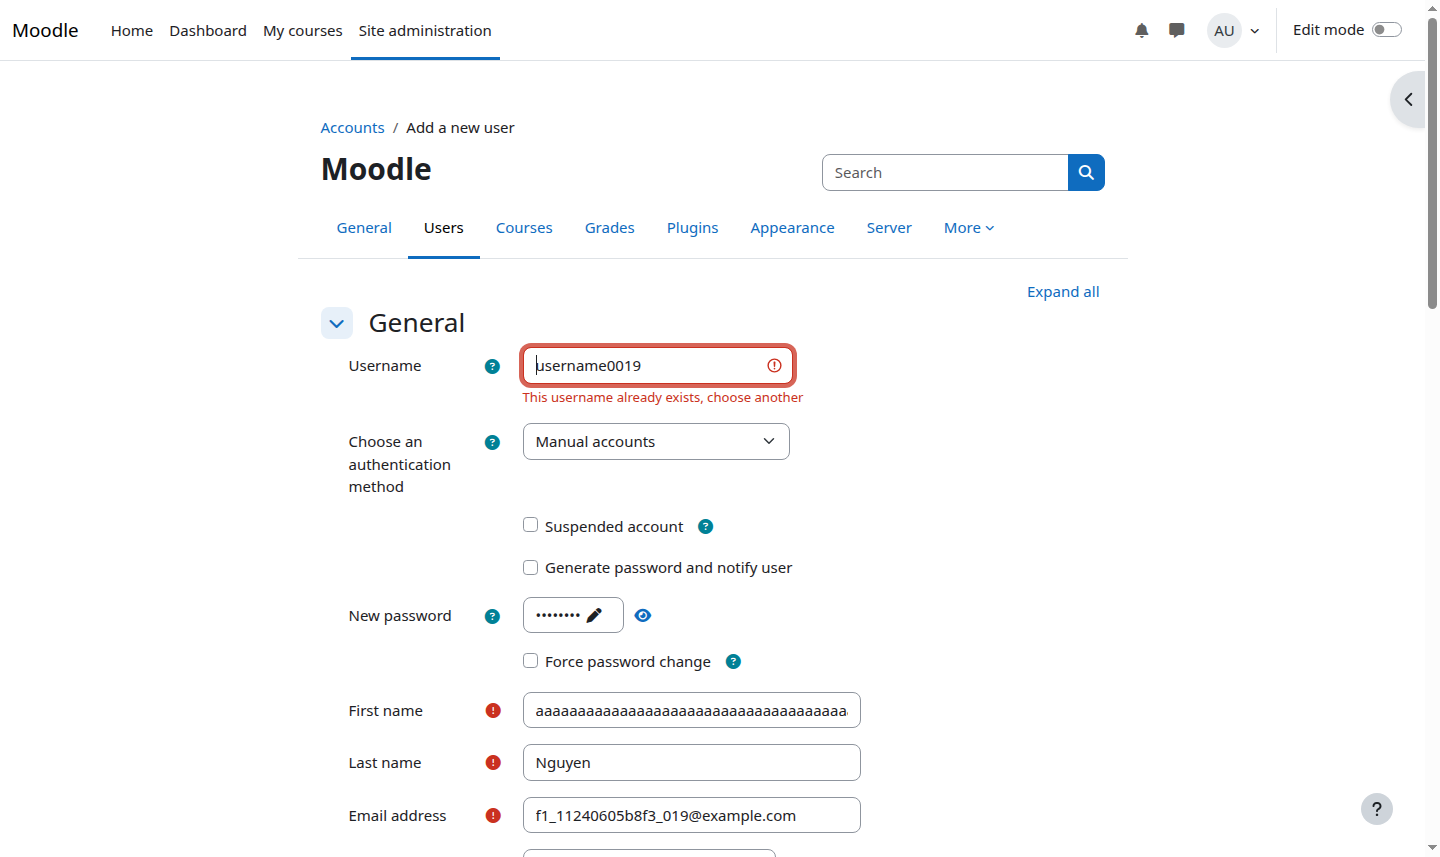 Moodle Home Dashboard My courses Site administration AU Edit mode
Accounts / Add a new user
Moodle
Search
General Users Courses Grades Plugins Appearance Server More
Expand all
General
Username ? username0019
This username already exists, choose another
Choose an authentication method ? Manual accounts
Suspended account ?
Generate password and notify user
New password ? ••••••••
Force password change ?
First name ! aaaaaaaaaaaaaaaaaaaaaaaaaaaaaaaaaaaaa
Last name ! Nguyen
Email address ! f1_11240605b8f3_019@example.com
?